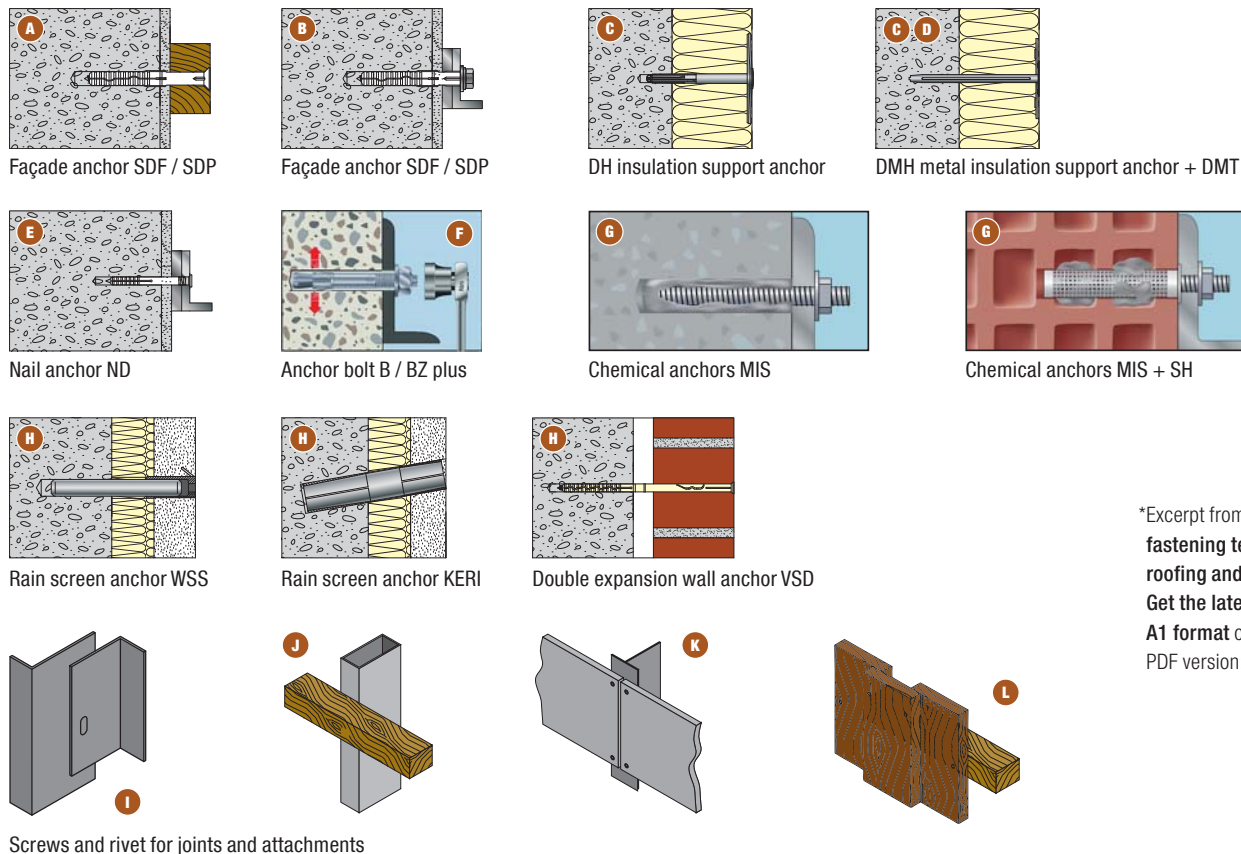 A
B
C
C D
Façade anchor SDF / SDP
Façade anchor SDF / SDP
DH insulation support anchor
DMH metal insulation support anchor + DMT
E
F
G
G
Nail anchor ND
Anchor bolt B / BZ plus
Chemical anchors MIS
Chemical anchors MIS + SH
H
H
H
Rain screen anchor WSS
Rain screen anchor KERI
Double expansion wall anchor VSD
*Excerpt from
fastening te
roofing and
Get the late
A1 format o
PDF version
I
J
K
L
Screws and rivet for joints and attachments